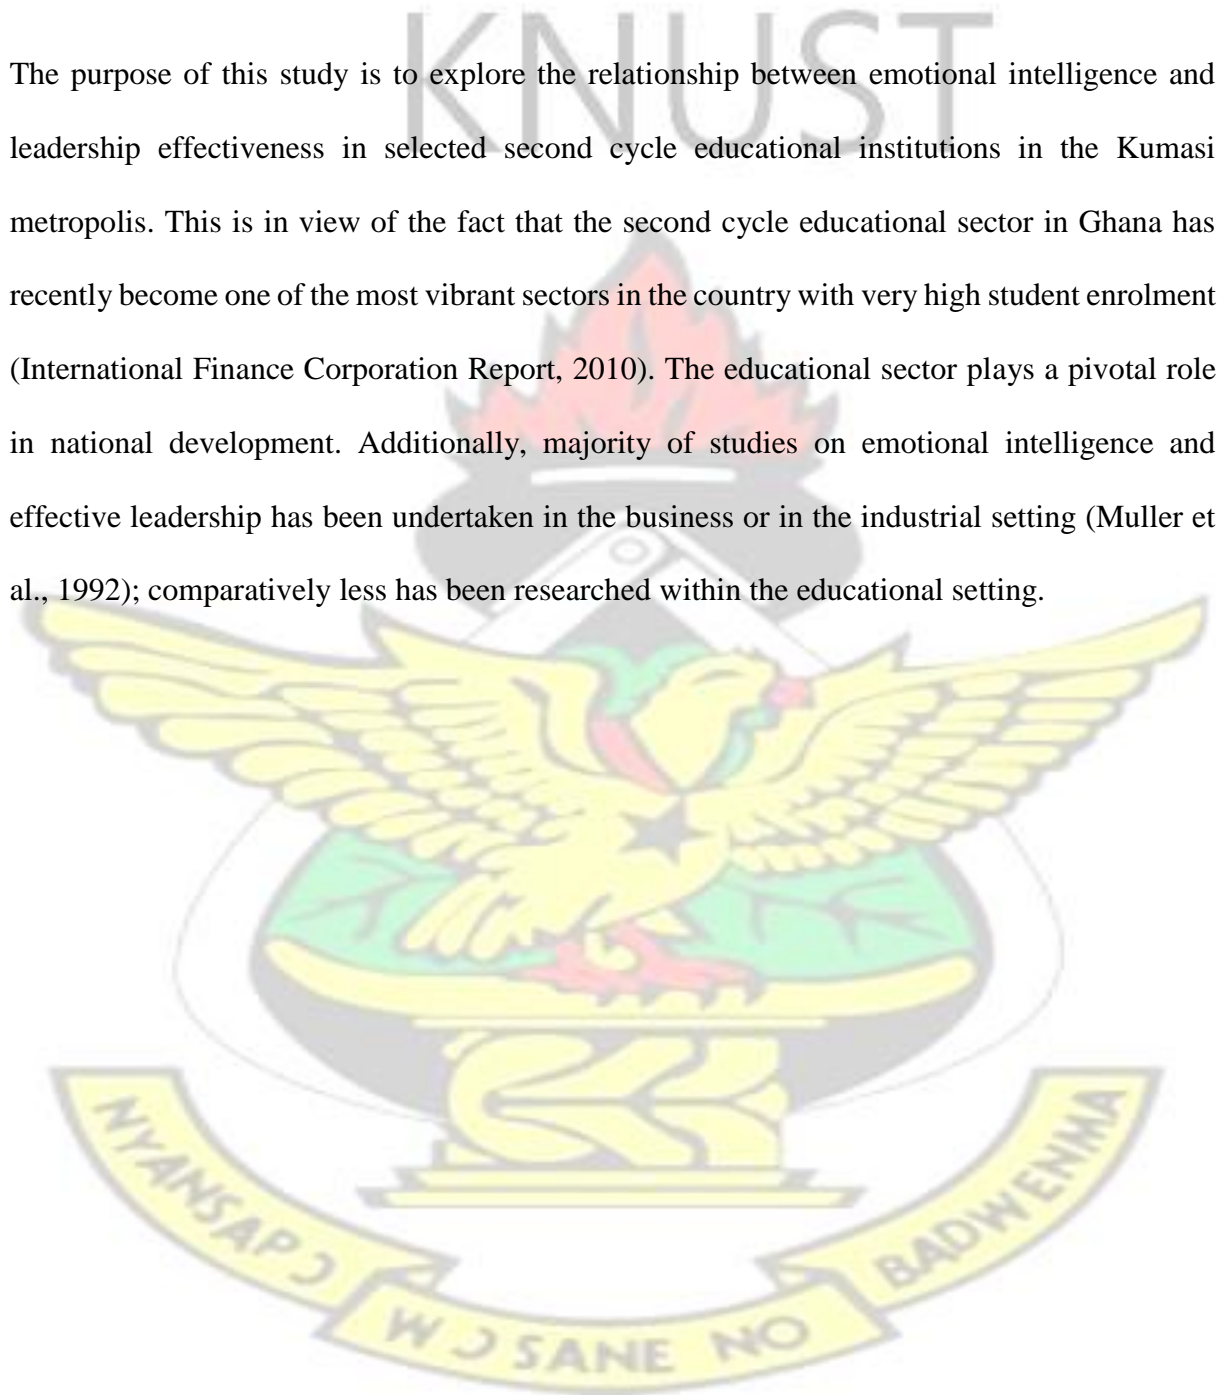 KNUST
The purpose of this study is to explore the relationship between emotional intelligence and
leadership effectiveness in selected second cycle educational institutions in the Kumasi
metropolis. This is in view of the fact that the second cycle educational sector in Ghana has
recently become one of the most vibrant sectors in the country with very high student enrolment
(International Finance Corporation Report, 2010). The educational sector plays a pivotal role
in national development. Additionally, majority of studies on emotional intelligence and
effective leadership has been undertaken in the business or in the industrial setting (Muller et
al., 1992); comparatively less has been researched within the educational setting.
NYANSAPƆ
WƆSANE NO
BADWENMA